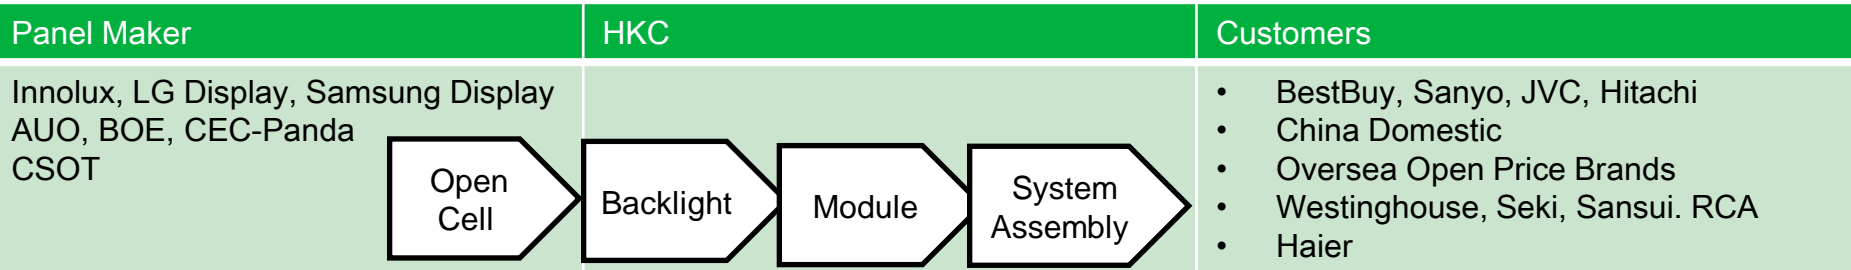 Panel Maker
HKC
Customers
Innolux, LG Display, Samsung Display
AUO, BOE, CEC-Panda
CSOT
Open
Cell
Backlight
Module
System
Assembly
• BestBuy, Sanyo, JVC, Hitachi
• China Domestic
• Oversea Open Price Brands
• Westinghouse, Seki, Sansui. RCA
• Haier